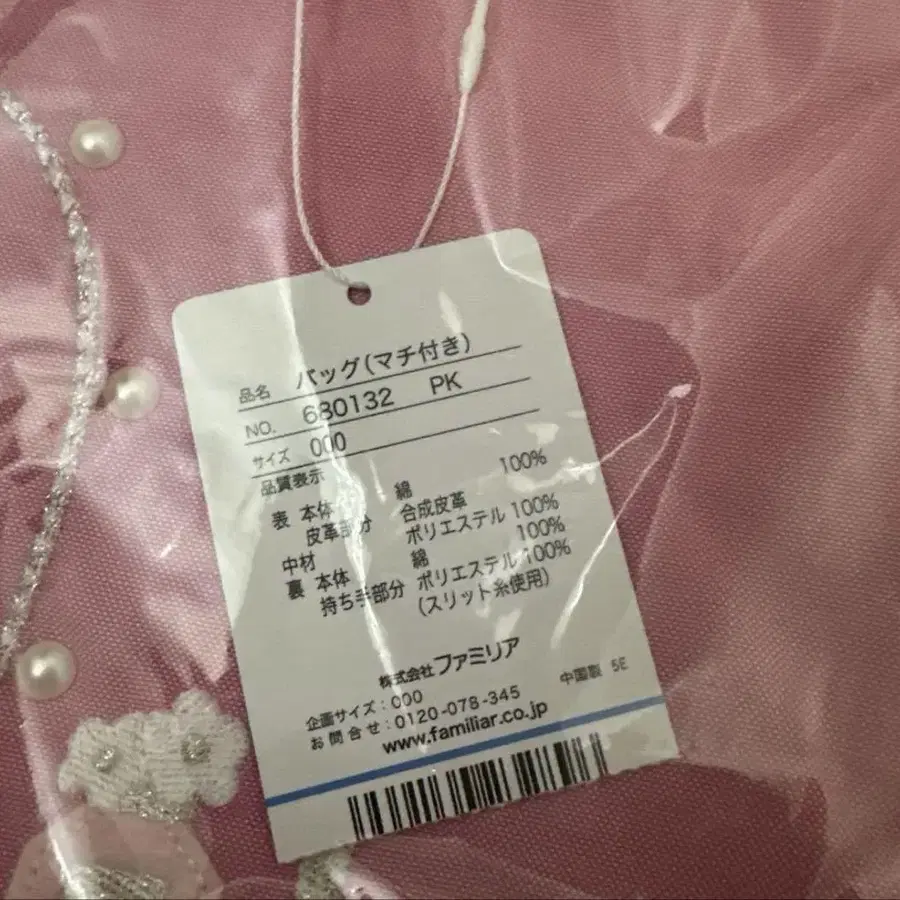 品名 バッグ(マチ付き)
NO. 680132 PK
サイズ 000
品質表示
表 本体 綿 100%
皮革部分 合成皮革
中材 ポリエステル 100%
裏 本体 綿 100%
持ち手部分 ポリエステル 100%
(スリット糸使用)
株式会社ファミリア
企画サイズ:000 中国製 5E
お問合せ:0120-078-345
www.familiar.co.jp